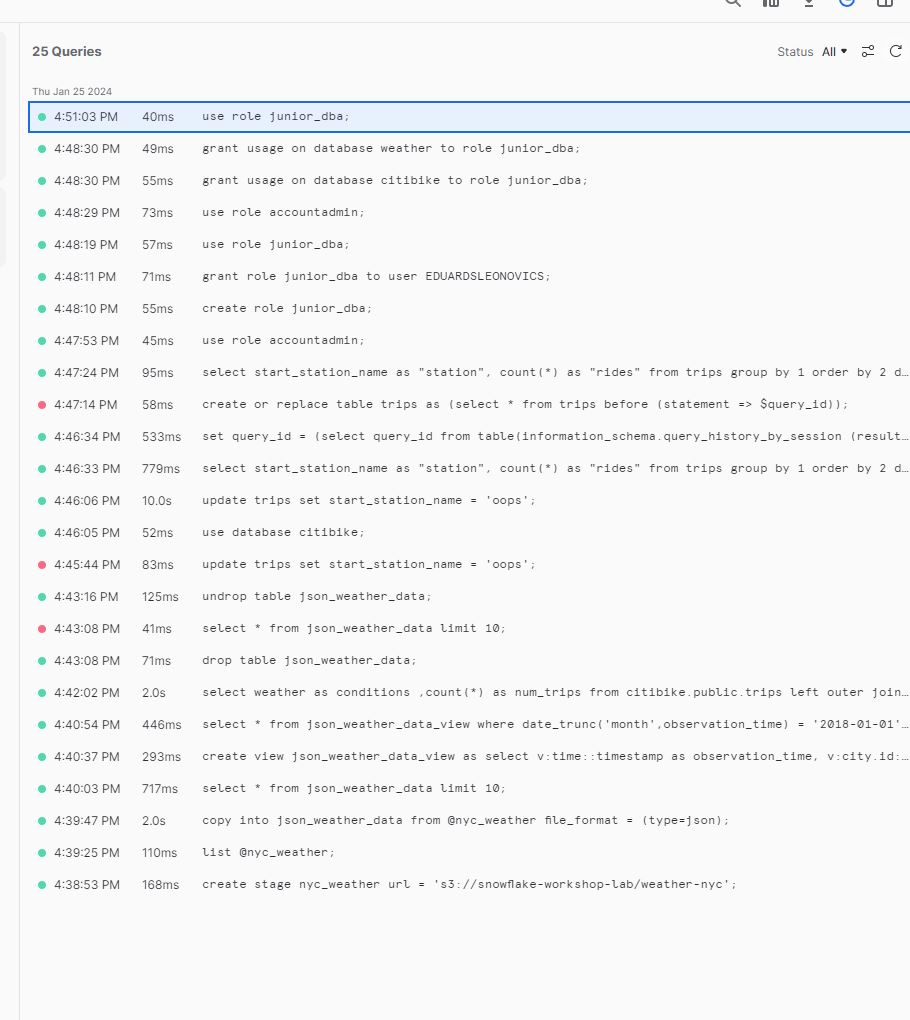 25 Queries
Status All
Thu Jan 25 2024
4:51:03 PM 40ms use role junior_dba;
4:48:30 PM 49ms grant usage on database weather to role junior_dba;
4:48:30 PM 55ms grant usage on database citibike to role junior_dba;
4:48:29 PM 73ms use role accountadmin;
4:48:19 PM 57ms use role junior_dba;
4:48:11 PM 71ms grant role junior_dba to user EDUARDSLEONOVICS;
4:48:10 PM 55ms create role junior_dba;
4:47:53 PM 45ms use role accountadmin;
4:47:24 PM 95ms select start_station_name as "station", count(*) as "rides" from trips group by 1 order by 2 d…
4:47:14 PM 58ms create or replace table trips as (select * from trips before (statement => $query_id));
4:46:34 PM 533ms set query_id = (select query_id from table(information_schema.query_history_by_session (result…
4:46:33 PM 779ms select start_station_name as "station", count(*) as "rides" from trips group by 1 order by 2 d…
4:46:06 PM 10.0s update trips set start_station_name = 'oops';
4:46:05 PM 52ms use database citibike;
4:45:44 PM 83ms update trips set start_station_name = 'oops';
4:43:16 PM 125ms undrop table json_weather_data;
4:43:08 PM 41ms select * from json_weather_data limit 10;
4:43:08 PM 71ms drop table json_weather_data;
4:42:02 PM 2.0s select weather as conditions ,count(*) as num_trips from citibike.public.trips left outer join…
4:40:54 PM 446ms select * from json_weather_data_view where date_trunc('month',observation_time) = '2018-01-01'…
4:40:37 PM 293ms create view json_weather_data_view as select v:time::timestamp as observation_time, v:city.id:…
4:40:03 PM 717ms select * from json_weather_data limit 10;
4:39:47 PM 2.0s copy into json_weather_data from @nyc_weather file_format = (type=json);
4:39:25 PM 110ms list @nyc_weather;
4:38:53 PM 168ms create stage nyc_weather url = 's3://snowflake-workshop-lab/weather-nyc';